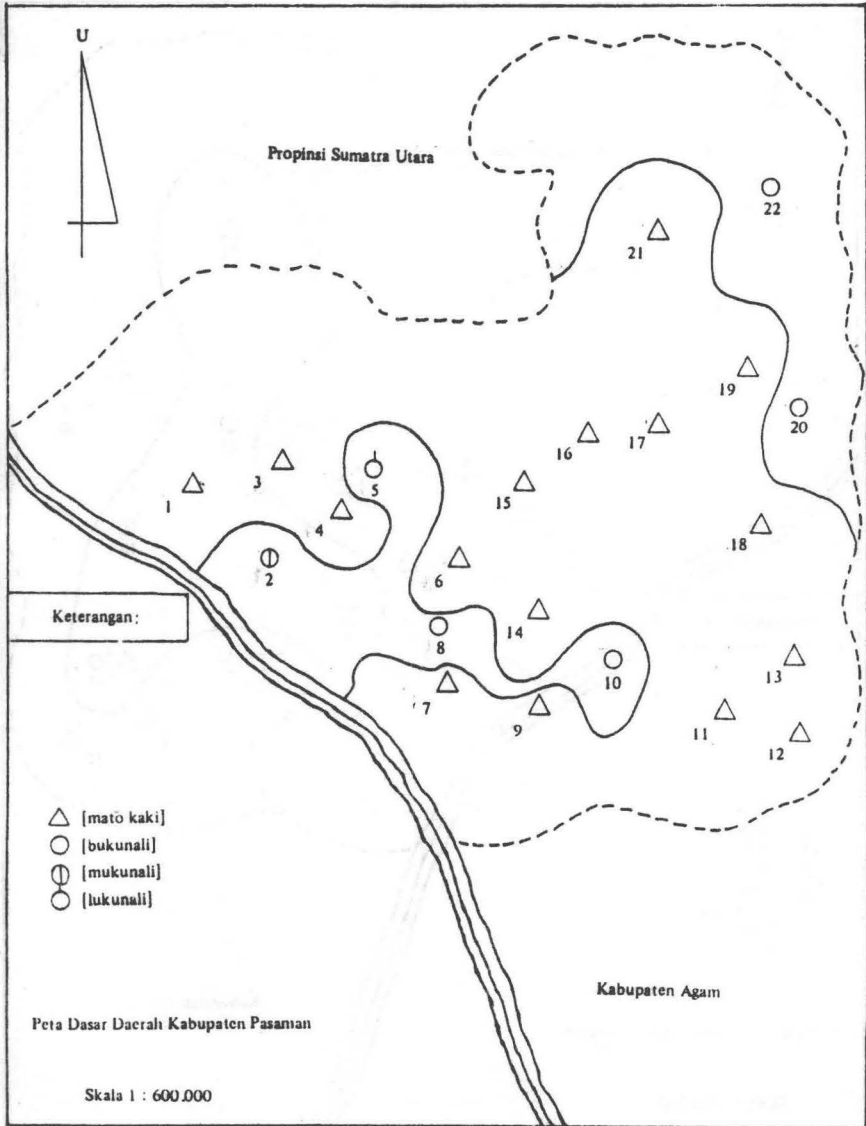 U
Propinsi Sumatra Utara
22
21
19
20
16
17
3
5
1
15
4
18
6
2
Keterangan:
14
8
13
10
7
9
11
12
[mato kaki]
[bukunali]
[mukunali]
[lukunali]
Kabupaten Agam
Peta Dasar Daerah Kabupaten Pasaman
Skala 1 : 600.000